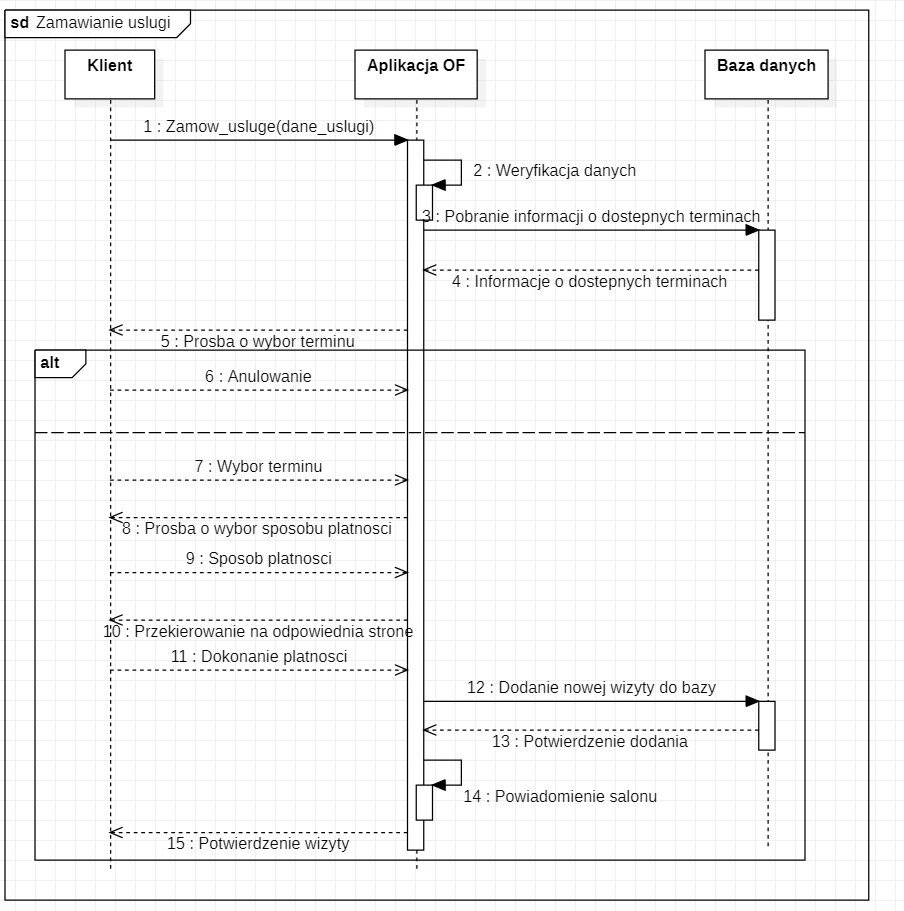 sd Zamawianie uslugi
Klient
Aplikacja OF
Baza danych
1 : Zamow_usluge(dane_uslugi)
2 : Weryfikacja danych
3 : Pobranie informacji o dostepnych terminach
4 : Informacje o dostepnych terminach
5 : Prosba o wybor terminu
alt
6 : Anulowanie
7 : Wybor terminu
8 : Prosba o wybor sposobu platnosci
9 : Sposob platnosci
10 : Przekierowanie na odpowiednia strone
11 : Dokonanie platnosci
12 : Dodanie nowej wizyty do bazy
13 : Potwierdzenie dodania
14 : Powiadomienie salonu
15 : Potwierdzenie wizyty